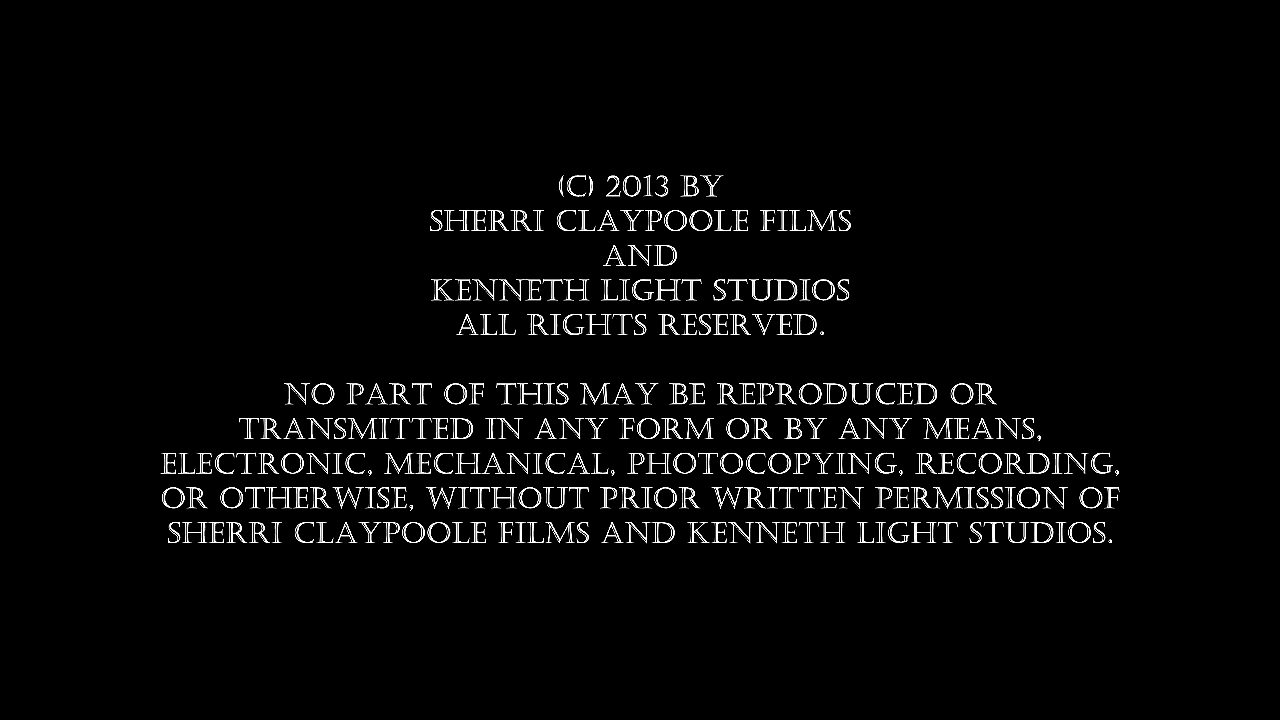 (C) 2013 BY
SHERRI CLAYPOOLE FILMS
AND
KENNETH LIGHT STUDIOS
ALL RIGHTS RESERVED.
NO PART OF THIS MAY BE REPRODUCED OR
TRANSMITTED IN ANY FORM OR BY ANY MEANS,
ELECTRONIC, MECHANICAL, PHOTOCOPYING, RECORDING,
OR OTHERWISE, WITHOUT PRIOR WRITTEN PERMISSION OF
SHERRI CLAYPOOLE FILMS AND KENNETH LIGHT STUDIOS.